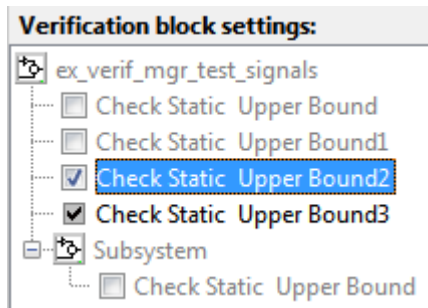 Verification block settings:
ex_verif_mgr_test_signals
Check Static Upper Bound
Check Static Upper Bound1
Check Static Upper Bound2
Check Static Upper Bound3
Subsystem
Check Static Upper Bound